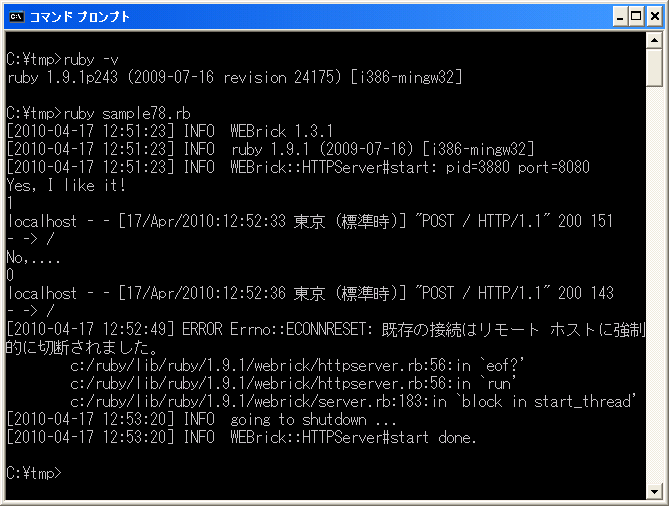 コマンド プロンプト
C:¥tmp>ruby -v
ruby 1.9.1p243 (2009-07-16 revision 24175) [i386-mingw32]
C:¥tmp>ruby sample78.rb
[2010-04-17 12:51:23] INFO  WEBrick 1.3.1
[2010-04-17 12:51:23] INFO  ruby 1.9.1 (2009-07-16) [i386-mingw32]
[2010-04-17 12:51:23] INFO  WEBrick::HTTPServer#start: pid=3880 port=8080
Yes, I like it!
1
localhost - - [17/Apr/2010:12:52:33 東京 (標準時)] "POST / HTTP/1.1" 200 151
- -> /
No,....
0
localhost - - [17/Apr/2010:12:52:36 東京 (標準時)] "POST / HTTP/1.1" 200 143
- -> /
[2010-04-17 12:52:49] ERROR Errno::ECONNRESET: 既存の接続はリモート ホストに強制
的に切断されました。
c:/ruby/lib/ruby/1.9.1/webrick/httpserver.rb:56:in `eof?'
c:/ruby/lib/ruby/1.9.1/webrick/httpserver.rb:56:in `run'
c:/ruby/lib/ruby/1.9.1/webrick/server.rb:183:in `block in start_thread'
[2010-04-17 12:53:20] INFO  going to shutdown ...
[2010-04-17 12:53:20] INFO  WEBrick::HTTPServer#start done.
C:¥tmp>